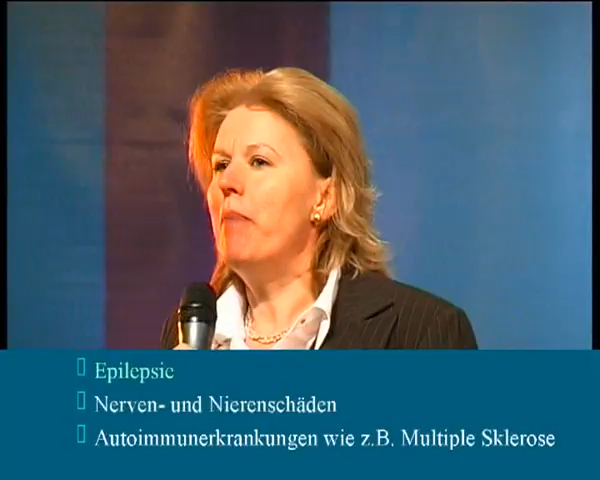 Epilepsie
Nerven- und Nierenschäden
Autoimmunerkrankungen wie z.B. Multiple Sklerose